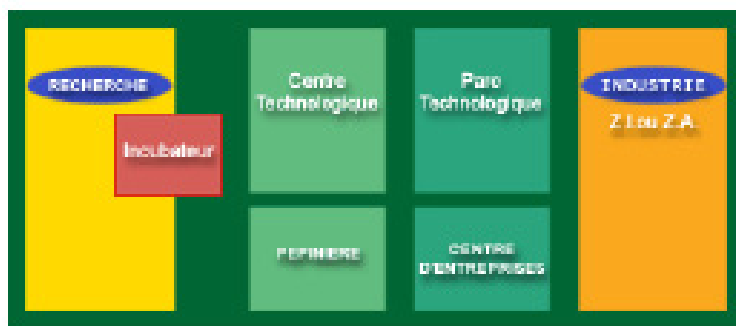 RECHERCHE
Incubateur
Centre
Technologique
PEPINIERE
Parc
Technologique
CENTRE
D'ENTREPRISES
INDUSTRIE
Z.I.ou Z.A.